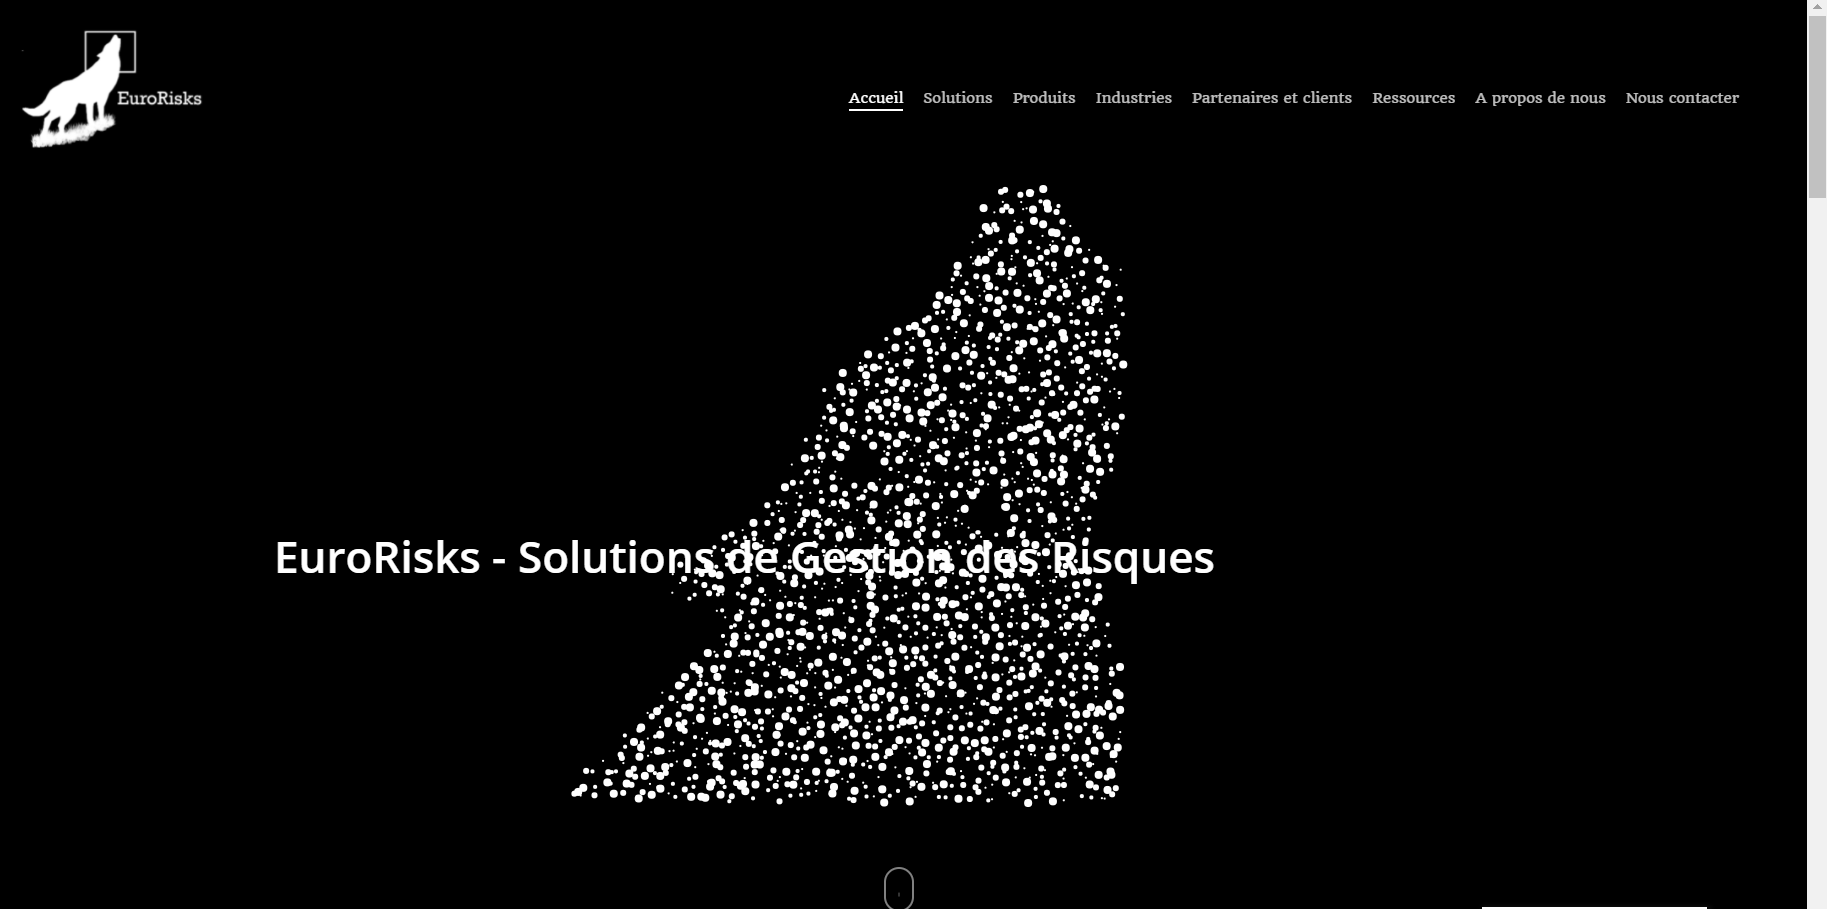 EuroRisks
Accueil Solutions Produits Industries Partenaires et clients Ressources A propos de nous Nous contacter
EuroRisks - Solutions de Gestion des Risques